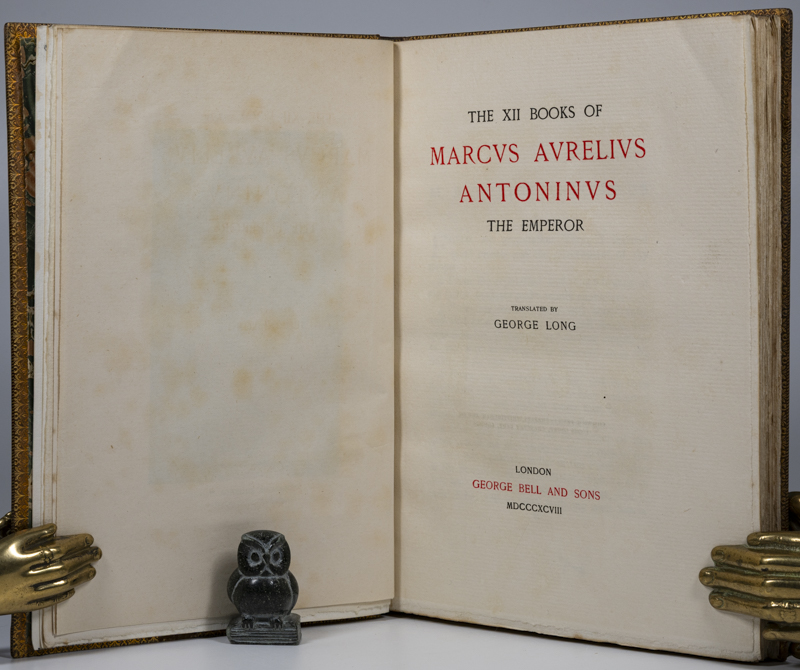 THE XII BOOKS OF
MARCVS AVRELIVS
ANTONINVS
THE EMPEROR
TRANSLATED BY
GEORGE LONG
LONDON
GEORGE BELL AND SONS
MDCCCXCVIII